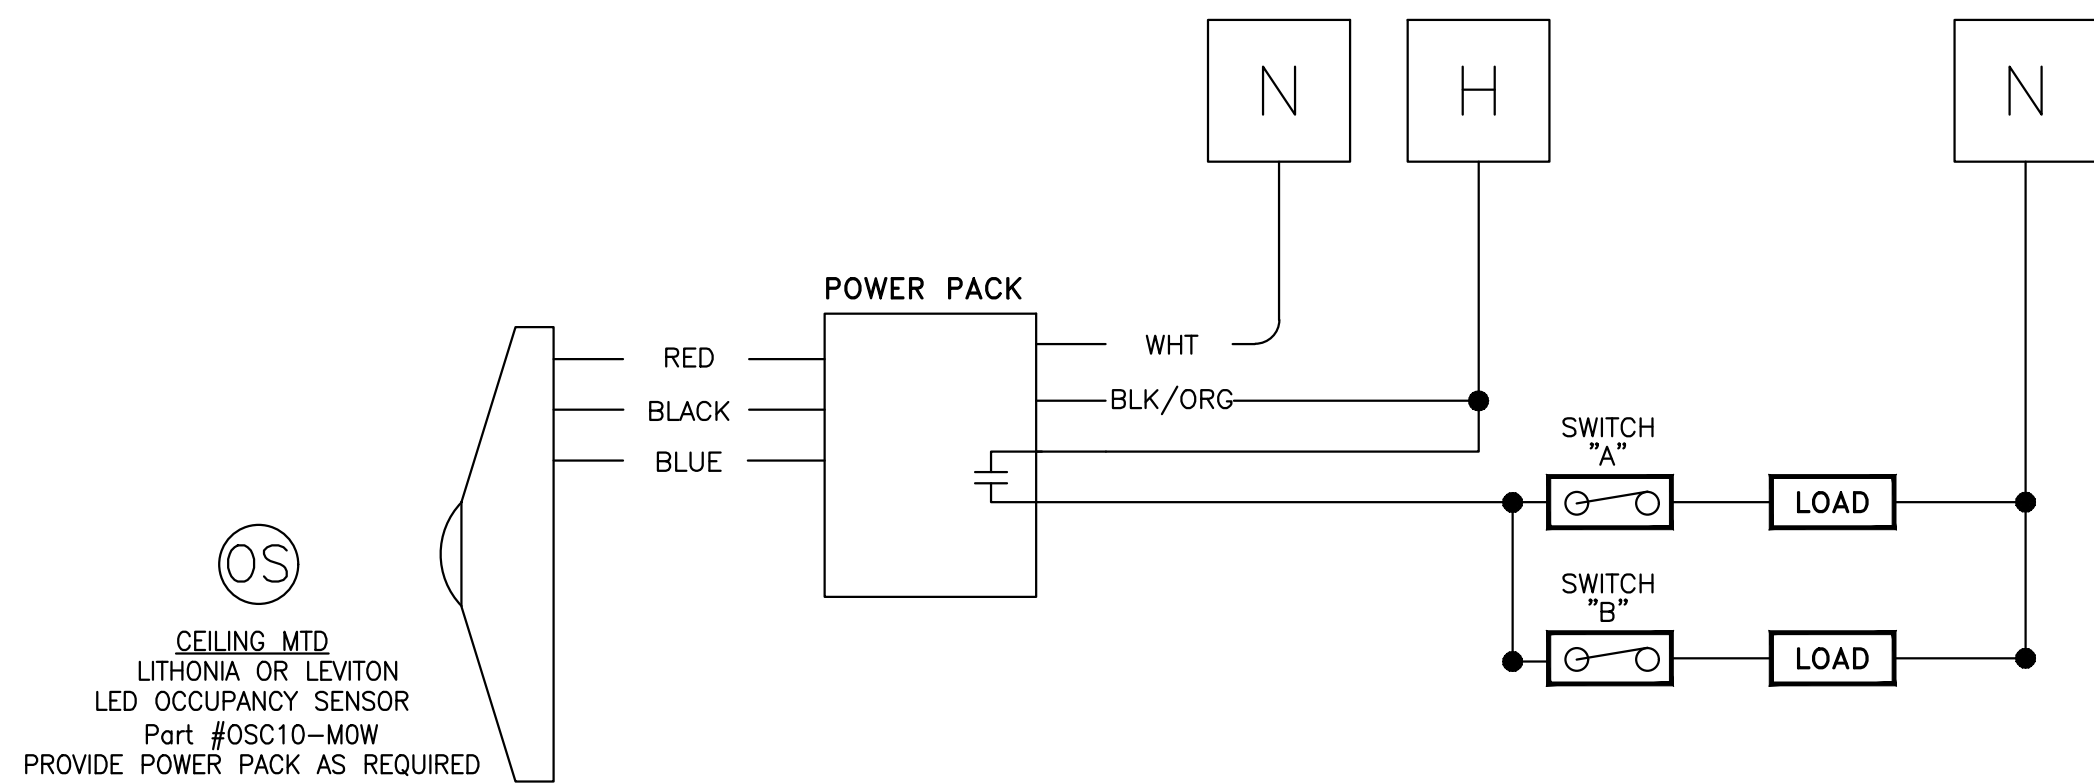 N
H
N
POWER PACK
RED
WHT
BLACK
BLK/ORG
BLUE
SWITCH
"A"
LOAD
SWITCH
"B"
LOAD
OS
CEILING MTD
LITHONIA OR LEVITON
LED OCCUPANCY SENSOR
Part #OSC10-MOW
PROVIDE POWER PACK AS REQUIRED